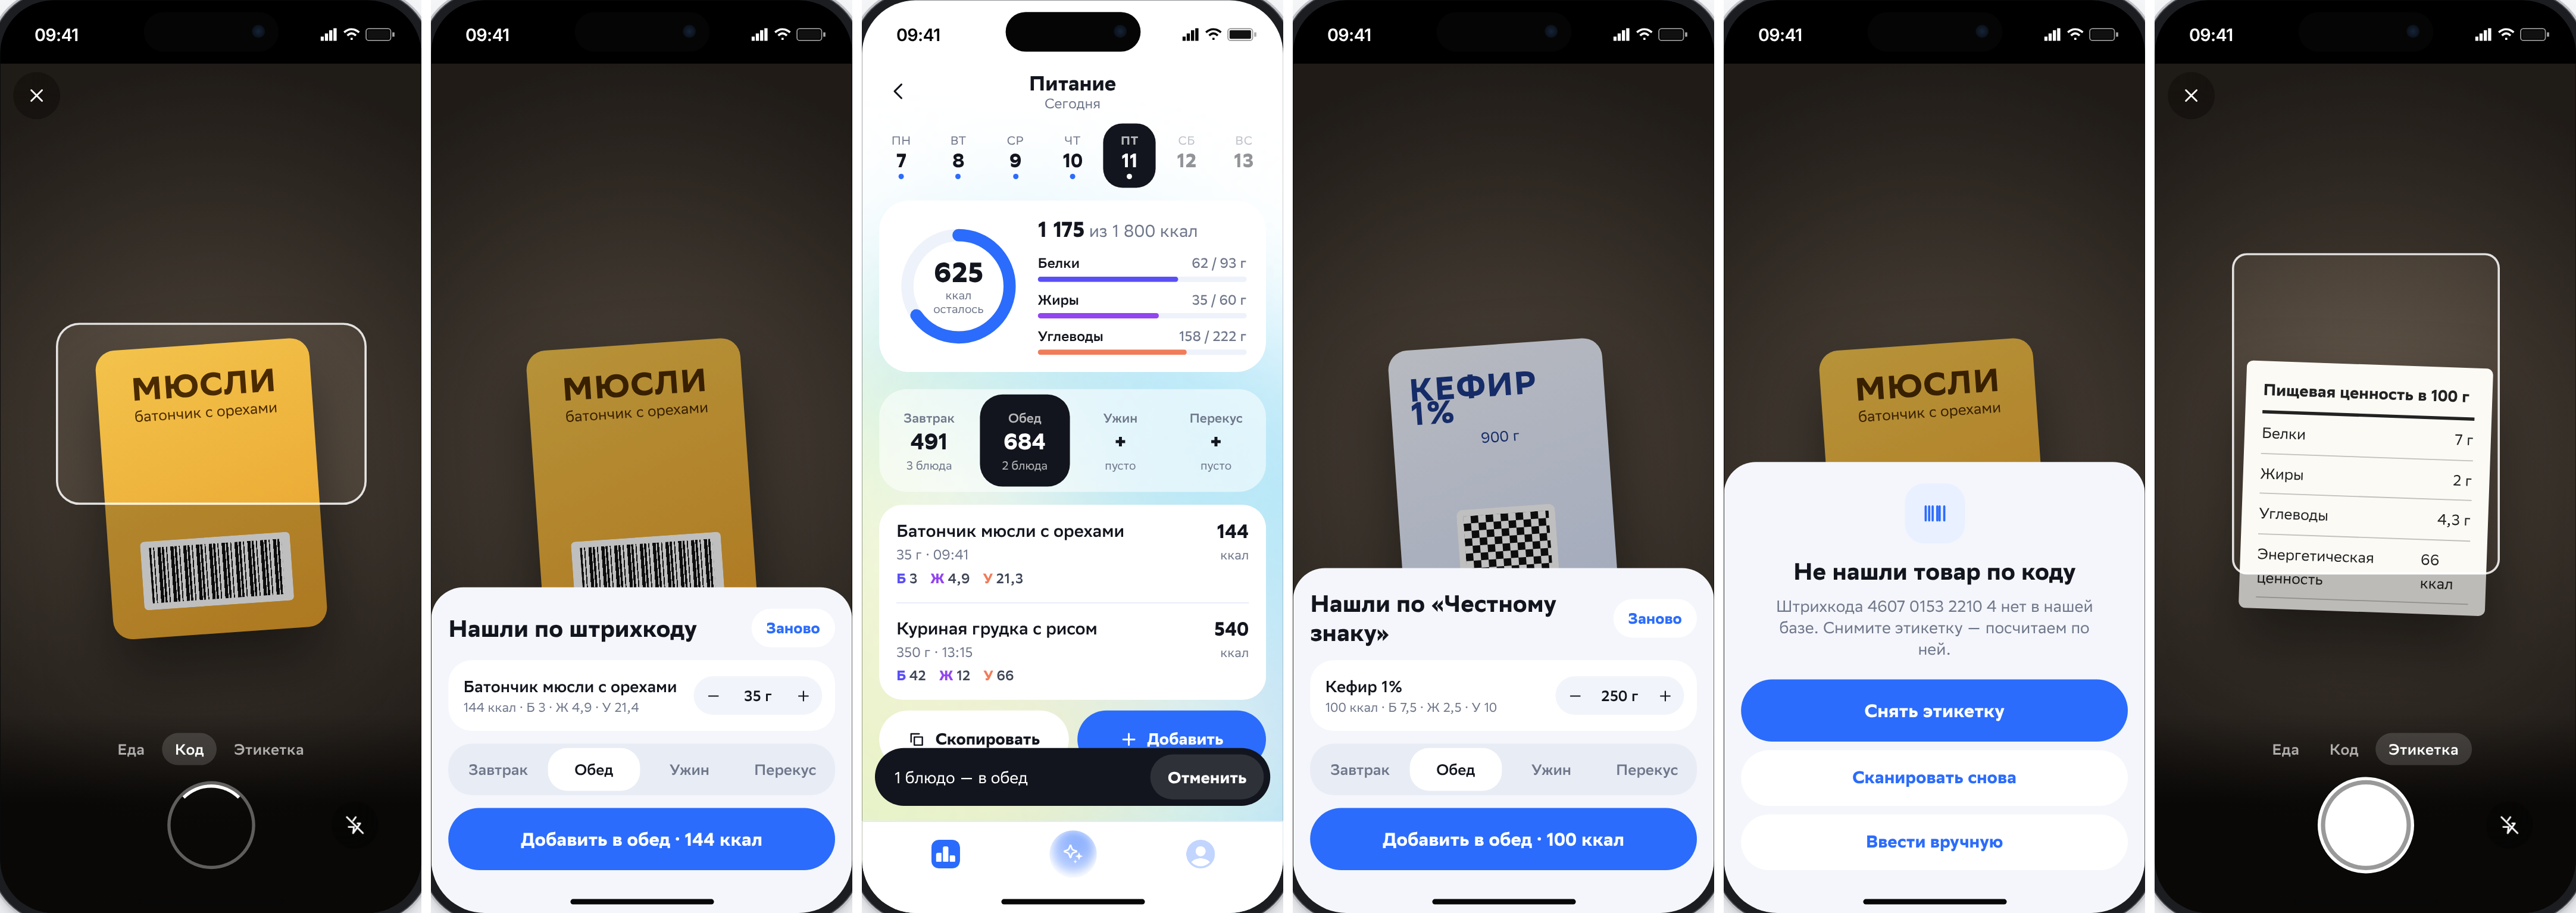 09:41
МЮСЛИ
батончик с орехами
Еда Код Этикетка
09:41
МЮСЛИ
батончик с орехами
Нашли по штрихкоду
Заново
Батончик мюсли с орехами
144 ккал · Б 3 · Ж 4,9 · У 21,4
− 35 г +
Завтрак Обед Ужин Перекус
Добавить в обед · 144 ккал
09:41
Питание
Сегодня
ПН ВТ СР ЧТ ПТ СБ ВС
7 8 9 10 11 12 13
625
ккал
осталось
1 175 из 1 800 ккал
Белки 62 / 93 г
Жиры 35 / 60 г
Углеводы 158 / 222 г
Завтрак Обед Ужин Перекус
491 684 + +
3 блюда 2 блюда пусто пусто
Батончик мюсли с орехами 144
35 г · 09:41 ккал
Б 3 Ж 4,9 У 21,3
Куриная грудка с рисом 540
350 г · 13:15 ккал
Б 42 Ж 12 У 66
Скопировать + Добавить
1 блюдо — в обед Отменить
09:41
КЕФИР
1%
900 г
Нашли по «Честному
знаку»
Заново
Кефир 1%
100 ккал · Б 7,5 · Ж 2,5 · У 10
− 250 г +
Завтрак Обед Ужин Перекус
Добавить в обед · 100 ккал
09:41
МЮСЛИ
батончик с орехами
Не нашли товар по коду
Штрихкода 4607 0153 2210 4 нет в нашей
базе. Снимите этикетку — посчитаем по
ней.
Снять этикетку
Сканировать снова
Ввести вручную
09:41
Пищевая ценность в 100 г
Белки 7 г
Жиры 2 г
Углеводы 4,3 г
Энергетическая 66
ценность ккал
Еда Код Этикетка